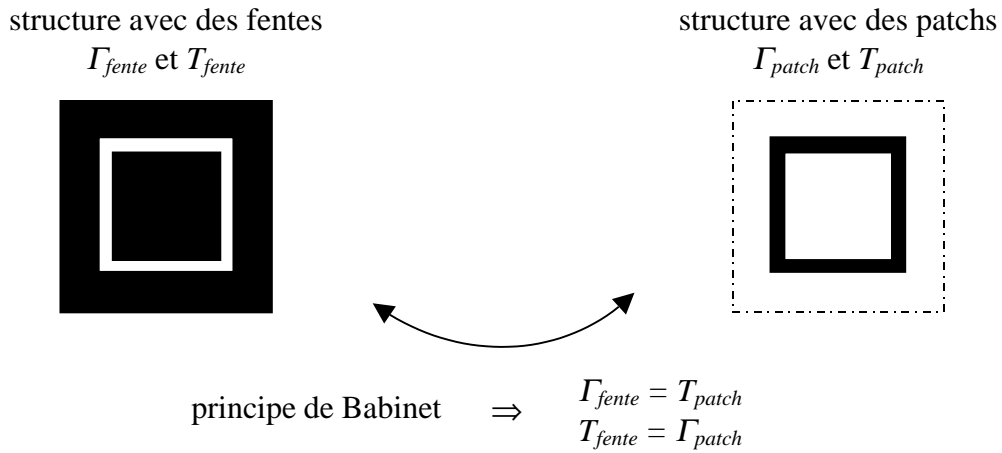 structure avec des fentes
Γfente et Tfente
structure avec des patchs
Γpatch et Tpatch
principe de Babinet ⇒
Γfente = Tpatch
Tfente = Γpatch